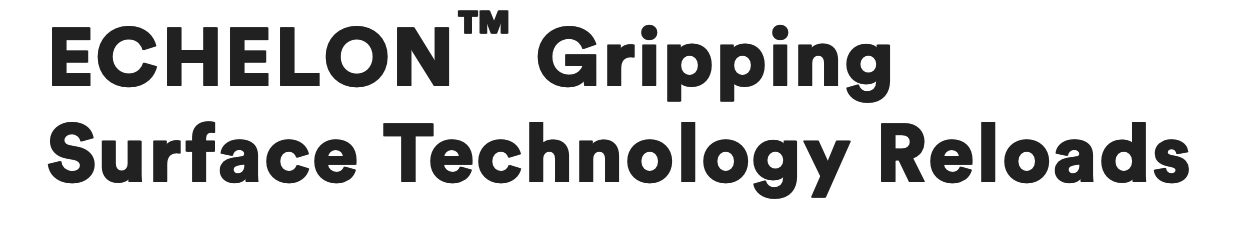 ECHELON™ Gripping
Surface Technology Reloads